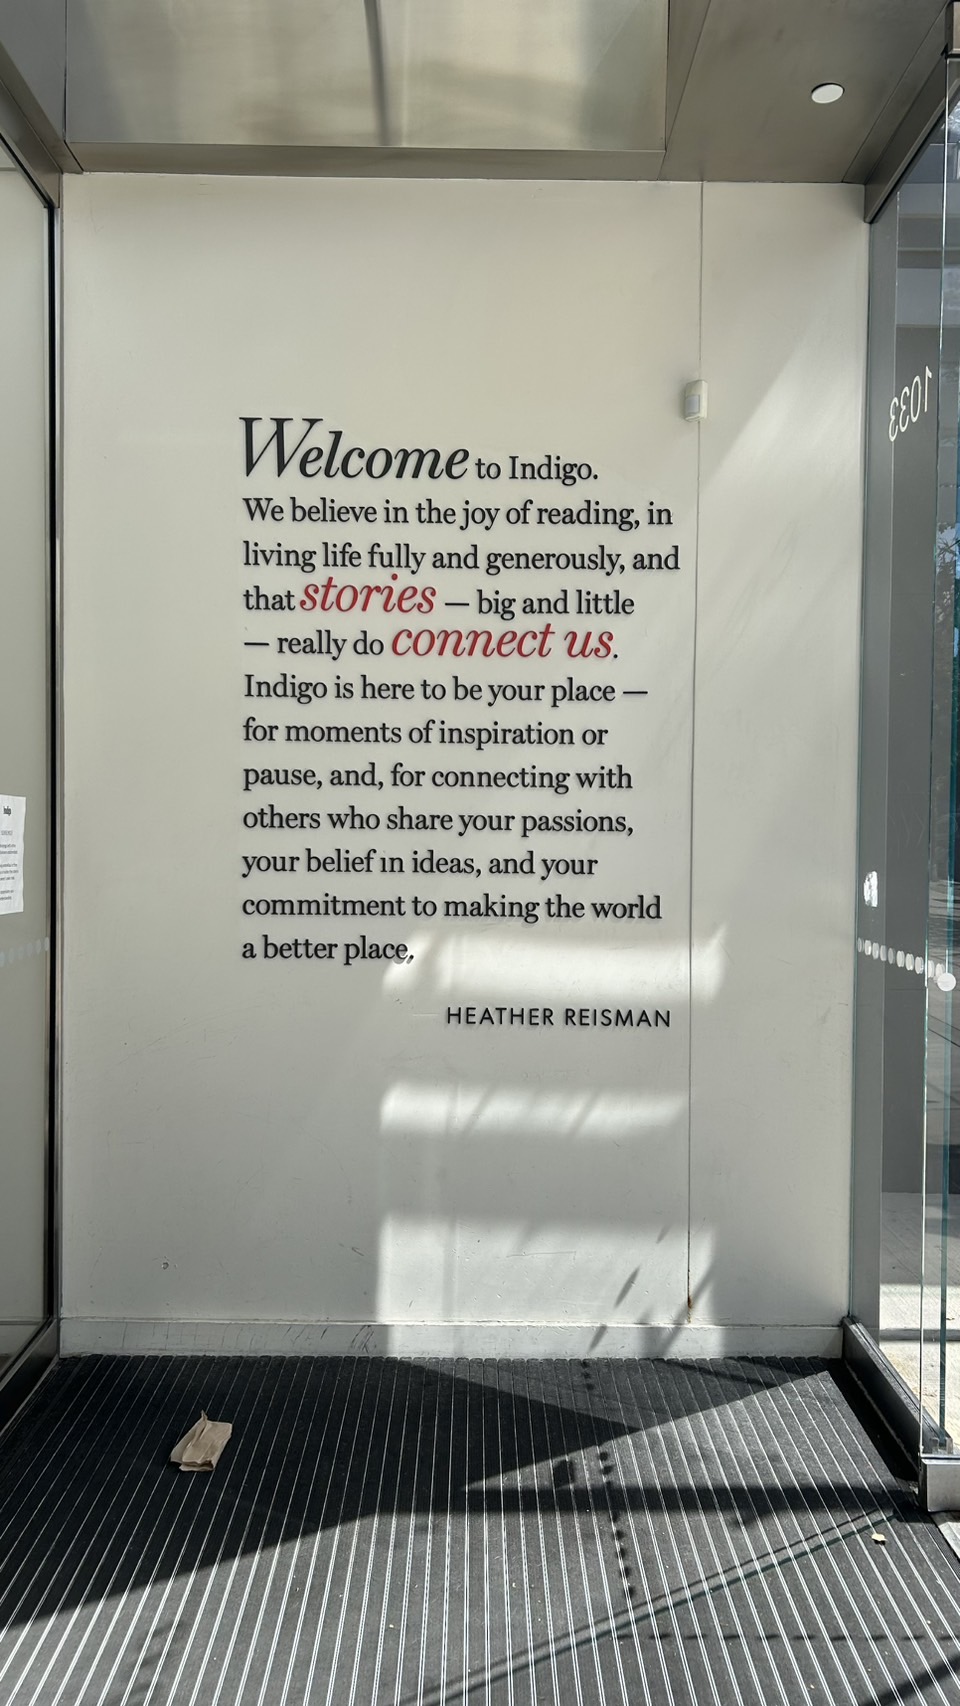 Welcome to Indigo.
We believe in the joy of reading, in
living life fully and generously, and
that stories — big and little
— really do connect us.
Indigo is here to be your place —
for moments of inspiration or
pause, and, for connecting with
others who share your passions,
your belief in ideas, and your
commitment to making the world
a better place.
HEATHER REISMAN
1033